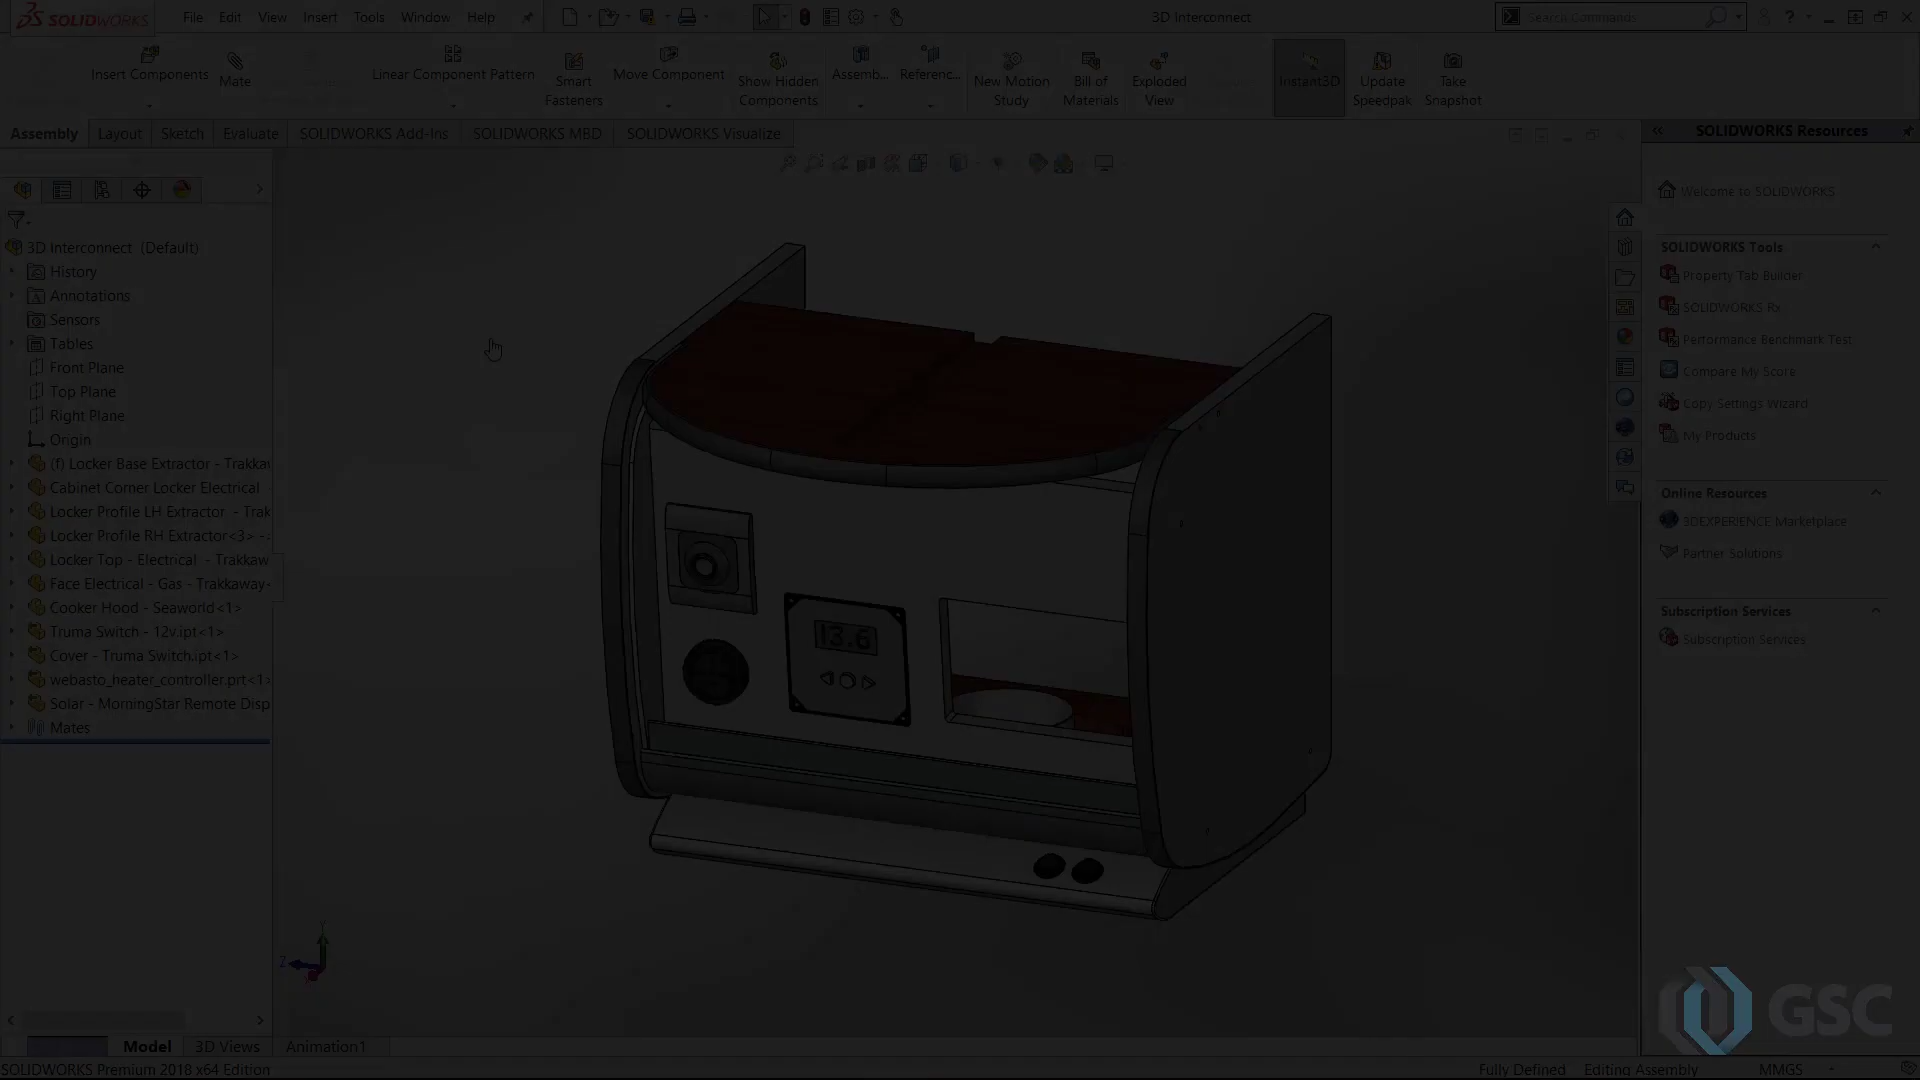 SOLIDWORKS
File
Edit
View
Insert
Tools
Window
Help
3D Interconnect
Search Commands
Insert Components
Mate
Linear Component Pattern
Smart
Fasteners
Move Component
Show Hidden
Components
Assemb...
Referenc...
New Motion
Study
Bill of
Materials
Exploded
View
Instant3D
Update
Speedpak
Take
Snapshot
Assembly
Layout
Sketch
Evaluate
SOLIDWORKS Add-Ins
SOLIDWORKS MBD
SOLIDWORKS Visualize
SOLIDWORKS Resources
3D Interconnect (Default)
History
Annotations
Sensors
Tables
Front Plane
Top Plane
Right Plane
Origin
(f) Locker Base Extractor - Trakka
Cabinet Corner Locker Electrical
Locker Profile LH Extractor - Trak
Locker Profile RH Extractor<3> -
Locker Top - Electrical - Trakkaw
Face Electrical - Gas - Trakkaway
Cooker Hood - Seaworld<1>
Truma Switch - 12v.ipt<1>
Cover - Truma Switch.ipt<1>
webasto_heater_controller.prt<1>
Solar - MorningStar Remote Disp
Mates
13.6
Welcome to SOLIDWORKS
SOLIDWORKS Tools
Property Tab Builder
SOLIDWORKS Rx
Performance Benchmark Test
Compare My Score
Copy Settings Wizard
My Products
Online Resources
3DEXPERIENCE Marketplace
Partner Solutions
Subscription Services
Subscription Services
Y
Z
GSC
Model
3D Views
Animation1
SOLIDWORKS Premium 2018 x64 Edition
Fully Defined
Editing Assembly
MMGS